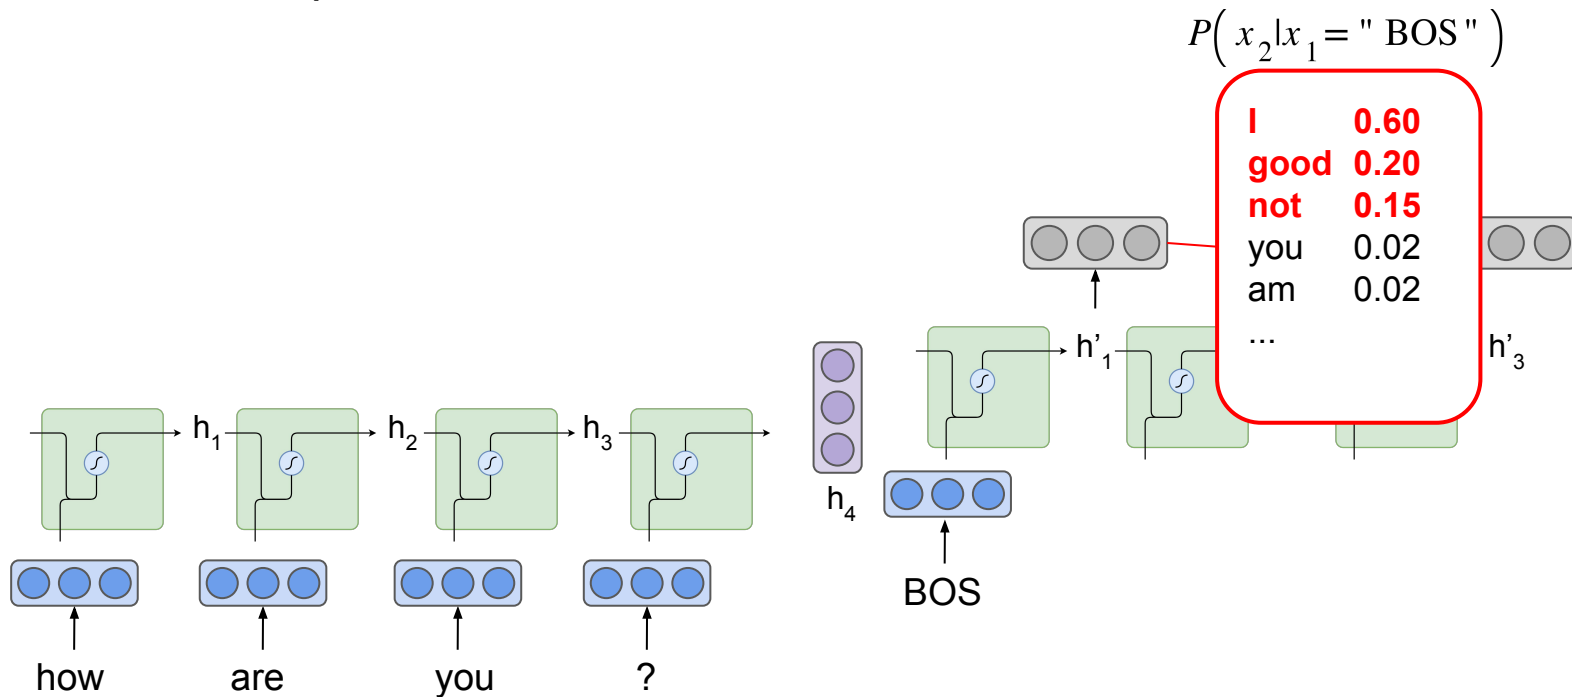 P( x2|x1 = " BOS" )
I 0.60
good 0.20
not 0.15
you 0.02
am 0.02
...
h'1
h'3
h1
h2
h3
h4
BOS
how are you ?